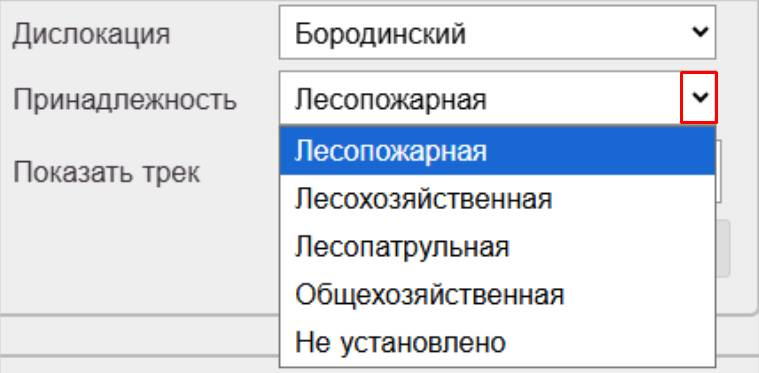 Дислокация Бородинский
Принадлежность Лесопожарная
Лесопожарная
Показать трек
Лесохозяйственная
Лесопатрульная
Общехозяйственная
Не установлено